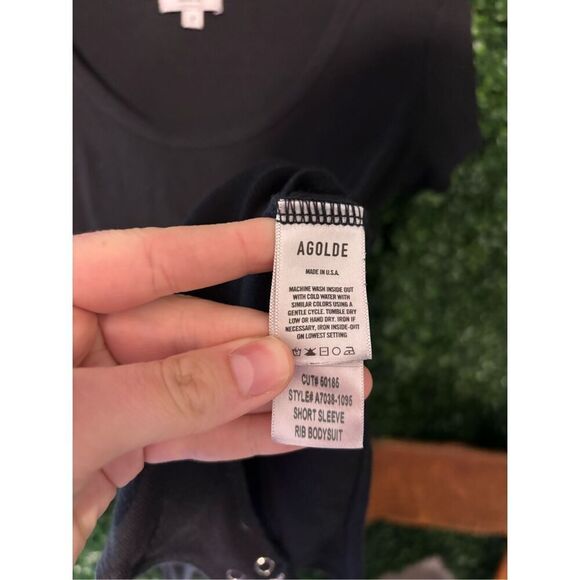 AGOLDE
MADE IN U.S.A.
MACHINE WASH INSIDE OUT
WITH COLD WATER WITH
SIMILAR COLORS USING A
GENTLE CYCLE. TUMBLE DRY
LOW OR HAND DRY. IRON IF
NECESSARY, IRON INSIDE-OUT
ON LOWEST SETTING
CUT# 60186
STYLE# A7038-1095
SHORT SLEEVE
RIB BODYSUIT